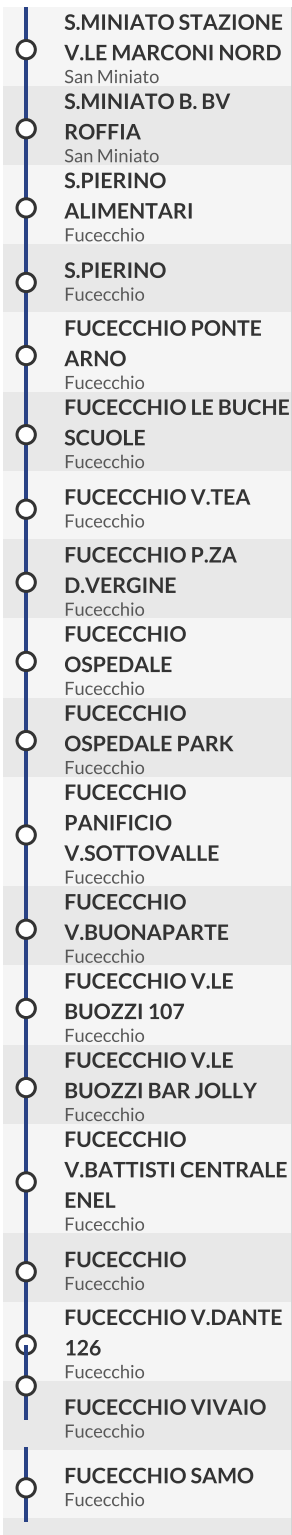 S.MINIATO STAZIONE
V.LE MARCONI NORD
San Miniato
S.MINIATO B. BV
ROFFIA
San Miniato
S.PIERINO
ALIMENTARI
Fucecchio
S.PIERINO
Fucecchio
FUCECCHIO PONTE
ARNO
Fucecchio
FUCECCHIO LE BUCHE
SCUOLE
Fucecchio
FUCECCHIO V.TEA
Fucecchio
FUCECCHIO P.ZA
D.VERGINE
Fucecchio
FUCECCHIO
OSPEDALE
Fucecchio
FUCECCHIO
OSPEDALE PARK
Fucecchio
FUCECCHIO
PANIFICIO
V.SOTTOVALLE
Fucecchio
FUCECCHIO
V.BUONAPARTE
Fucecchio
FUCECCHIO V.LE
BUOZZI 107
Fucecchio
FUCECCHIO V.LE
BUOZZI BAR JOLLY
Fucecchio
FUCECCHIO
V.BATTISTI CENTRALE
ENEL
Fucecchio
FUCECCHIO
Fucecchio
FUCECCHIO V.DANTE
126
Fucecchio
FUCECCHIO VIVAIO
Fucecchio
FUCECCHIO SAMO
Fucecchio